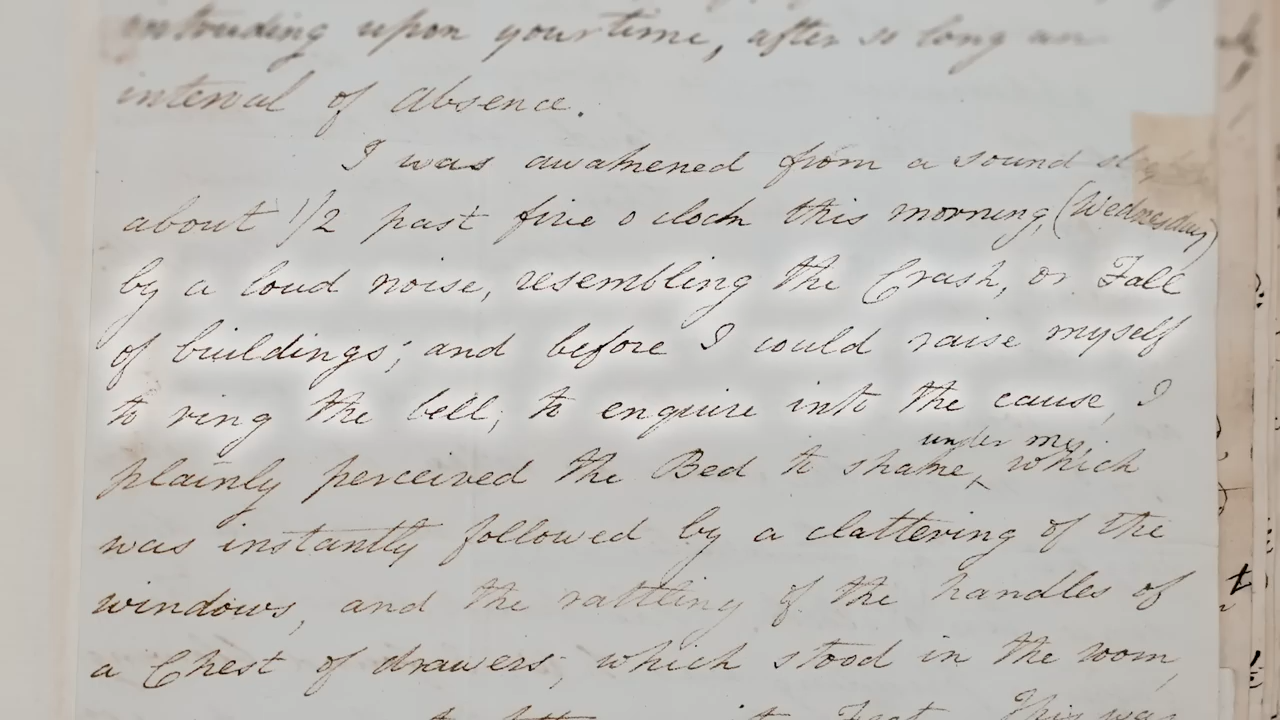 intruding upon your time, after so long an
interval of absence.
I was awakened from a sound
about 1/2 past five o clock this morning, (Wednesday)
by a loud noise, resembling the Crash, or Fall
of buildings; and before I could raise myself
to ring the bell, to enquire into the cause, I
under me,
plainly perceived the Bed to shake, ‸ which
was instantly followed by a clattering of the
windows, and the rattling of the handles of
a Chest of drawers, which stood in the room,